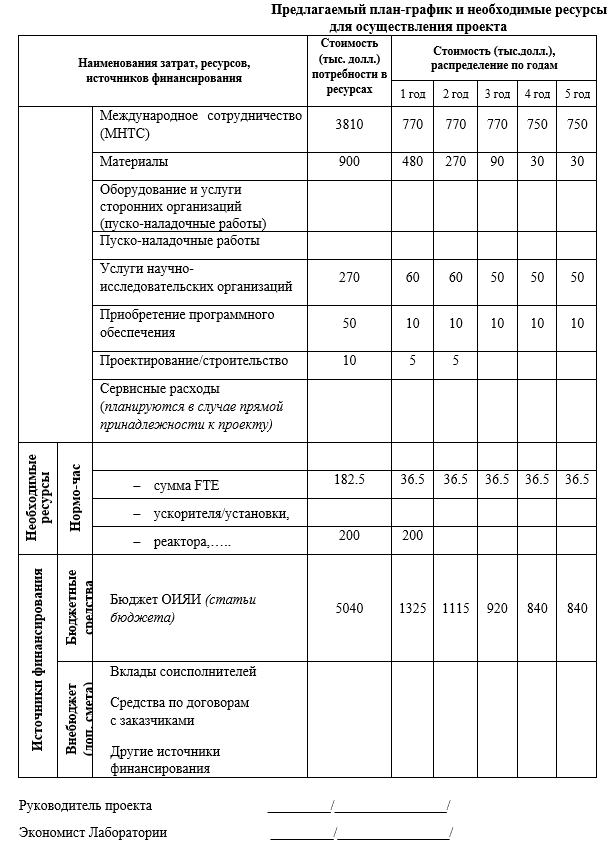 Предлагаемый план-график и необходимые ресурсы
для осуществления проекта
Наименования затрат, ресурсов,
источников финансирования
Стоимость
(тыс. долл.)
потребности в
ресурсах
Стоимость (тыс.долл.),
распределение по годам
1 год 2 год 3 год 4 год 5 год
Международное сотрудничество
(МНТС) 3810 770 770 770 750 750
Материалы 900 480 270 90 30 30
Оборудование и услуги
сторонних организаций
(пуско-наладочные работы)
Пуско-наладочные работы
Услуги научно-
исследовательских организаций 270 60 60 50 50 50
Приобретение программного
обеспечения 50 10 10 10 10 10
Проектирование/строительство 10 5 5
Сервисные расходы
(планируются в случае прямой
принадлежности к проекту)
Необходимые
ресурсы
Нормо-час
– сумма FTE 182.5 36.5 36.5 36.5 36.5 36.5
– ускорителя/установки,
– реактора,….. 200 200
Источники финансирования
Бюджетные
средства
Бюджет ОИЯИ (статьи
бюджета) 5040 1325 1115 920 840 840
Внебюджет
(доп. смета)
Вклады соисполнителей
Средства по договорам
с заказчиками
Другие источники
финансирования
Руководитель проекта _________/________________/
Экономист Лаборатории _________/________________/